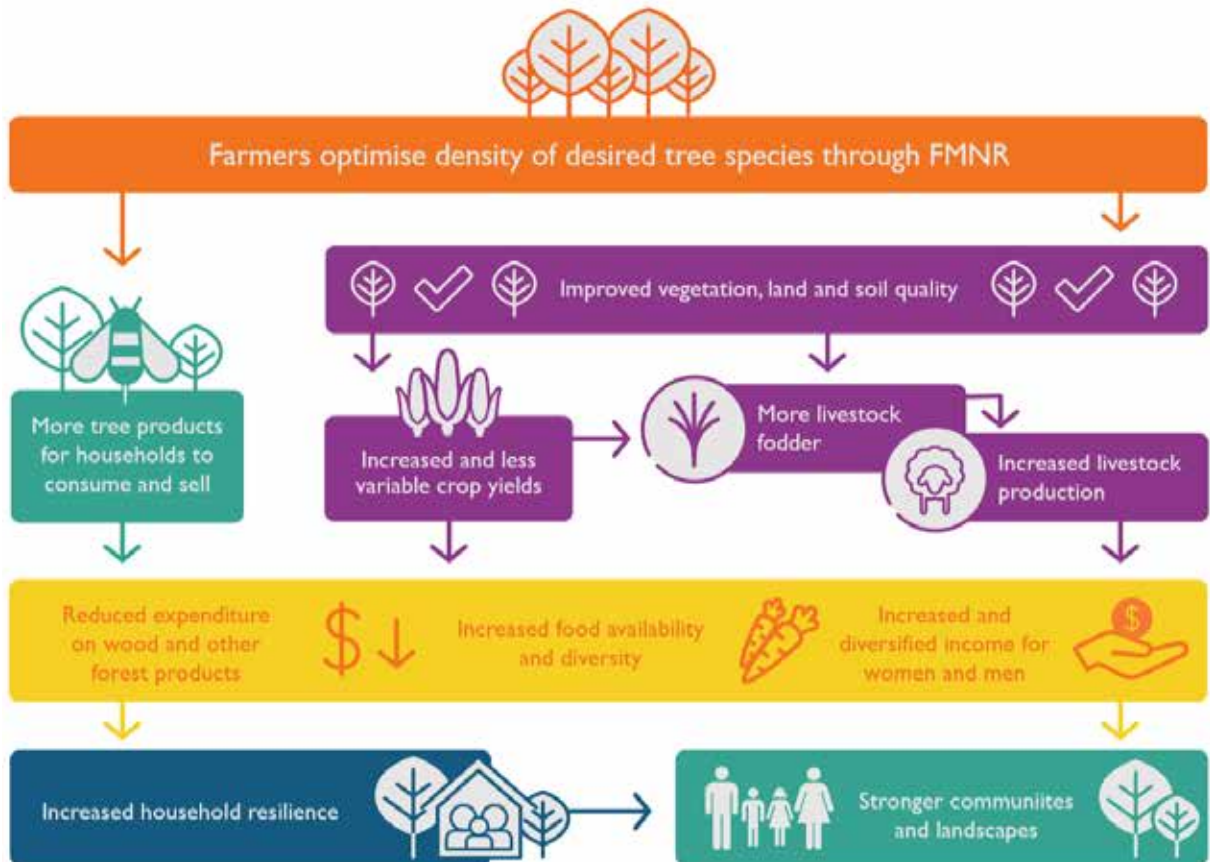 Farmers optimise density of desired tree species through FMNR
Improved vegetation, land and soil quality
More tree products
for households to
consume and sell
Increased and less
variable crop yields
More livestock
fodder
Increased livestock
production
Reduced expenditure
on wood and other
forest products
$
Increased food availability
and diversity
Increased and
diversified income for
women and men
$
Increased household resilience
Stronger communiites
and landscapes